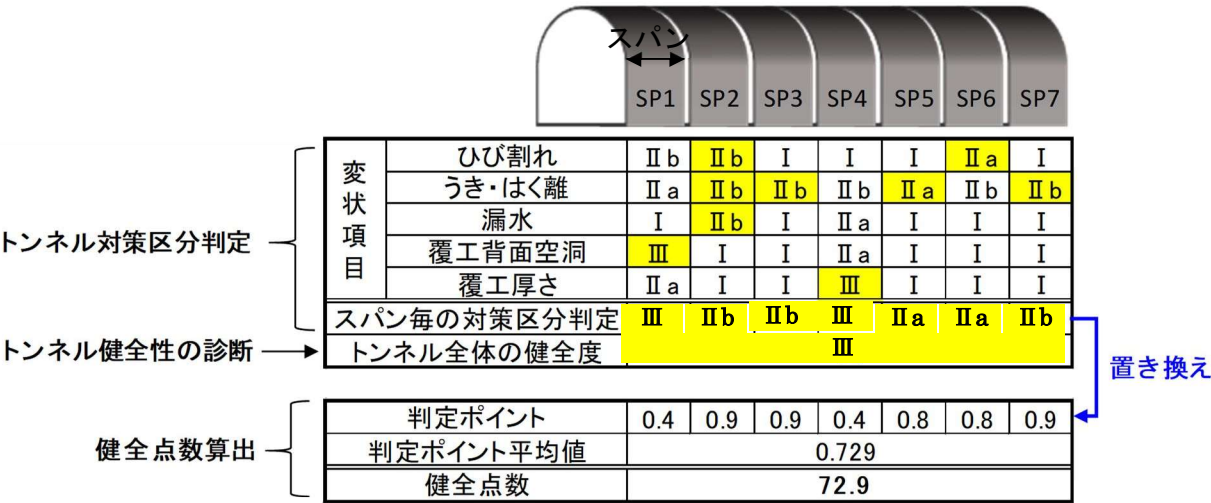 スパン
SP1 SP2 SP3 SP4 SP5 SP6 SP7
トンネル対策区分判定
変状項目
ひび割れ Ⅱb Ⅱb Ⅰ Ⅰ Ⅰ Ⅱa Ⅰ
うき・はく離 Ⅱa Ⅱb Ⅱb Ⅱb Ⅱa Ⅱb Ⅱb
漏水 Ⅰ Ⅱb Ⅰ Ⅱa Ⅰ Ⅰ Ⅰ
覆工背面空洞 Ⅲ Ⅰ Ⅰ Ⅱa Ⅰ Ⅰ Ⅰ
覆工厚さ Ⅱa Ⅰ Ⅰ Ⅲ Ⅰ Ⅰ Ⅰ
スパン毎の対策区分判定 Ⅲ Ⅱb Ⅱb Ⅲ Ⅱa Ⅱa Ⅱb
トンネル健全性の診断
トンネル全体の健全度 Ⅲ
置き換え
健全点数算出
判定ポイント 0.4 0.9 0.9 0.4 0.8 0.8 0.9
判定ポイント平均値 0.729
健全点数 72.9